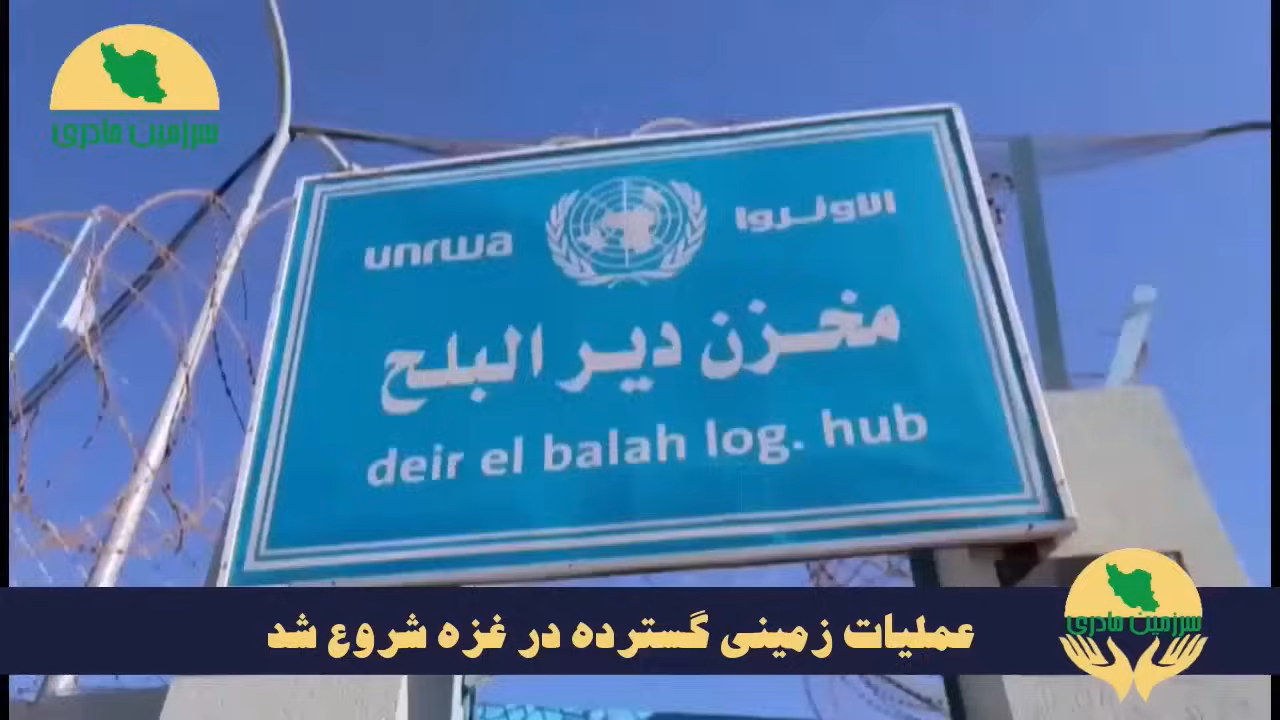 سرزمین مادری
unrwa
الاونروا
مخزن دير البلح
deir el balah log. hub
عملیات زمینی گسترده در غزه شروع شد
سرزمین مادری